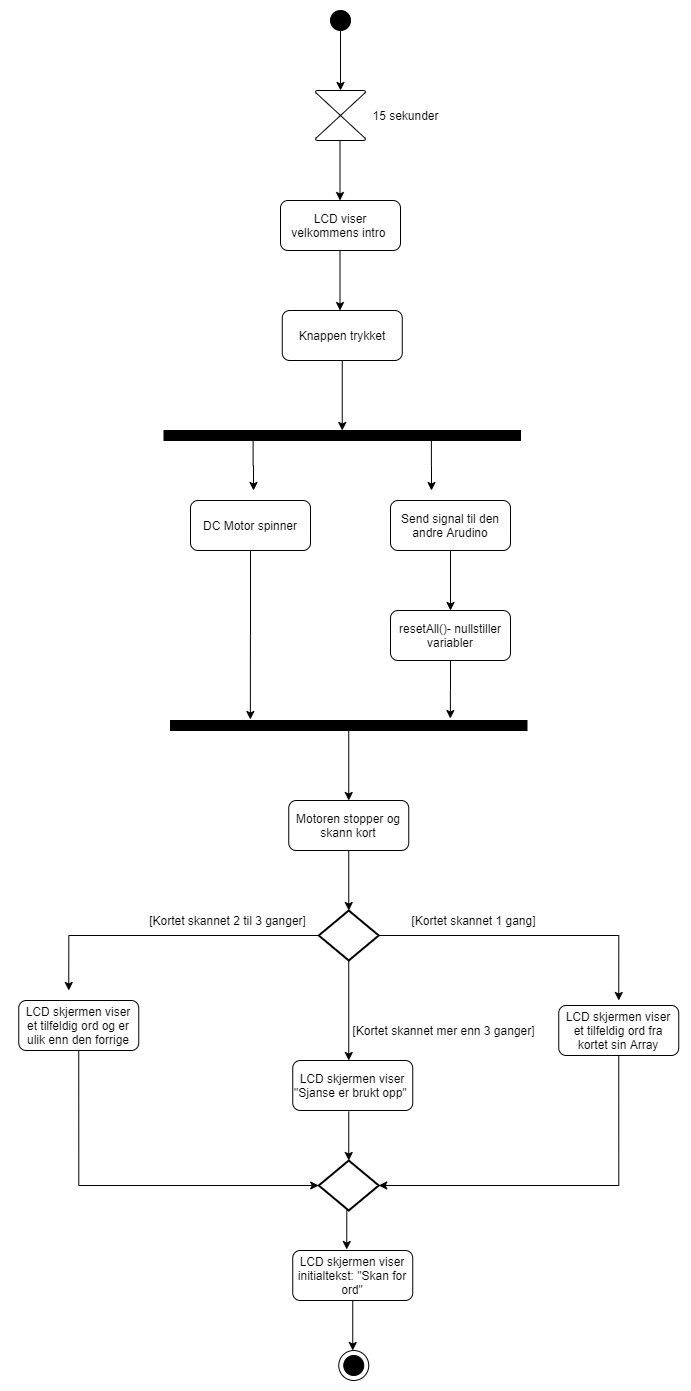 15 sekunder
LCD viser
velkommens intro
Knappen trykket
DC Motor spinner
Send signal til den
andre Arudino
resetAll()- nullstiller
variabler
Motoren stopper og
skann kort
[Kortet skannet 2 til 3 ganger]
[Kortet skannet 1 gang]
LCD skjermen viser
et tilfeldig ord og er
ulik enn den forrige
[Kortet skannet mer enn 3 ganger]
LCD skjermen viser
et tilfeldig ord fra
kortet sin Array
LCD skjermen viser
"Sjanse er brukt opp"
LCD skjermen viser
initialtekst: "Skan for
ord"